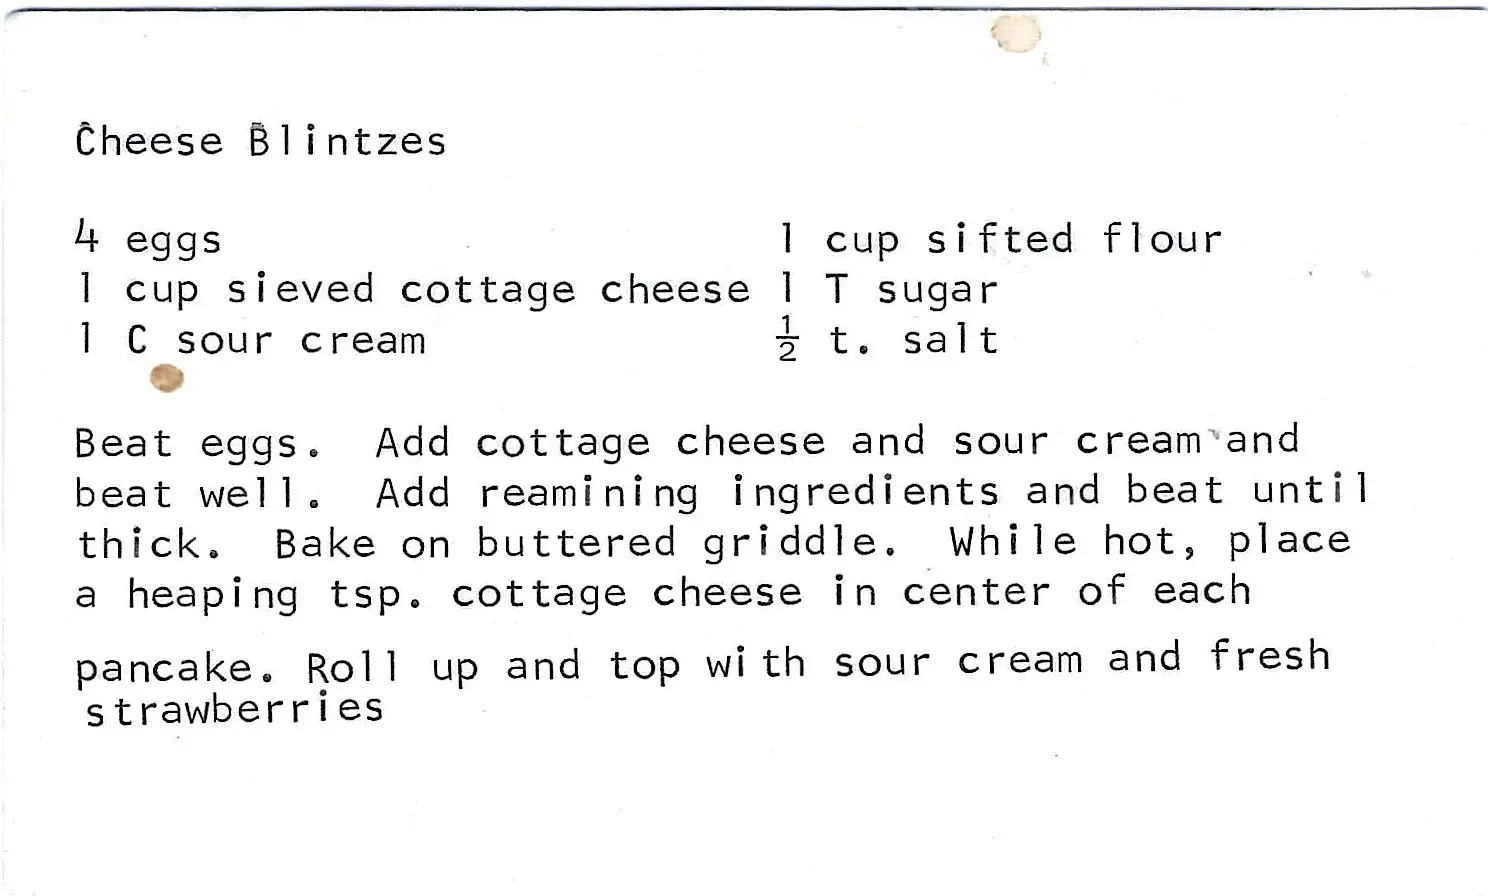 Cheese Blintzes
4 eggs 1 cup sifted flour
1 cup sieved cottage cheese 1 T sugar
1 C sour cream ½ t. salt
Beat eggs. Add cottage cheese and sour cream and
beat well. Add reamining ingredients and beat until
thick. Bake on buttered griddle. While hot, place
a heaping tsp. cottage cheese in center of each
pancake. Roll up and top with sour cream and fresh
strawberries